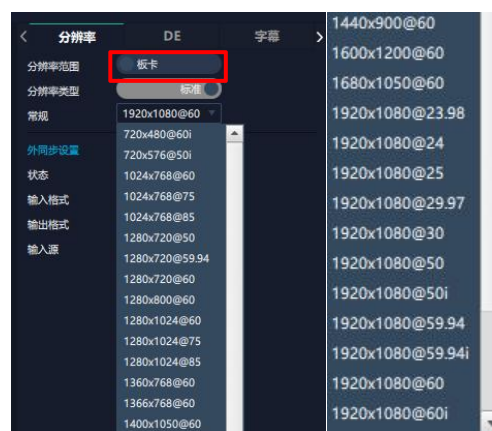 分辨率 DE 字幕
分辨率范围 板卡
分辨率类型 标准
常规 1920x1080@60
720x480@60i
外同步设置
720x576@50i
状态 1024x768@60
输入格式 1024x768@75
1024x768@85
输出格式
1280x720@50
输入源
1280x720@59.94
1280x720@60
1280x800@60
1280x1024@60
1280x1024@75
1280x1024@85
1360x768@60
1366x768@60
1400x1050@60
1440x900@60
1600x1200@60
1680x1050@60
1920x1080@23.98
1920x1080@24
1920x1080@25
1920x1080@29.97
1920x1080@30
1920x1080@50
1920x1080@50i
1920x1080@59.94
1920x1080@59.94i
1920x1080@60
1920x1080@60i